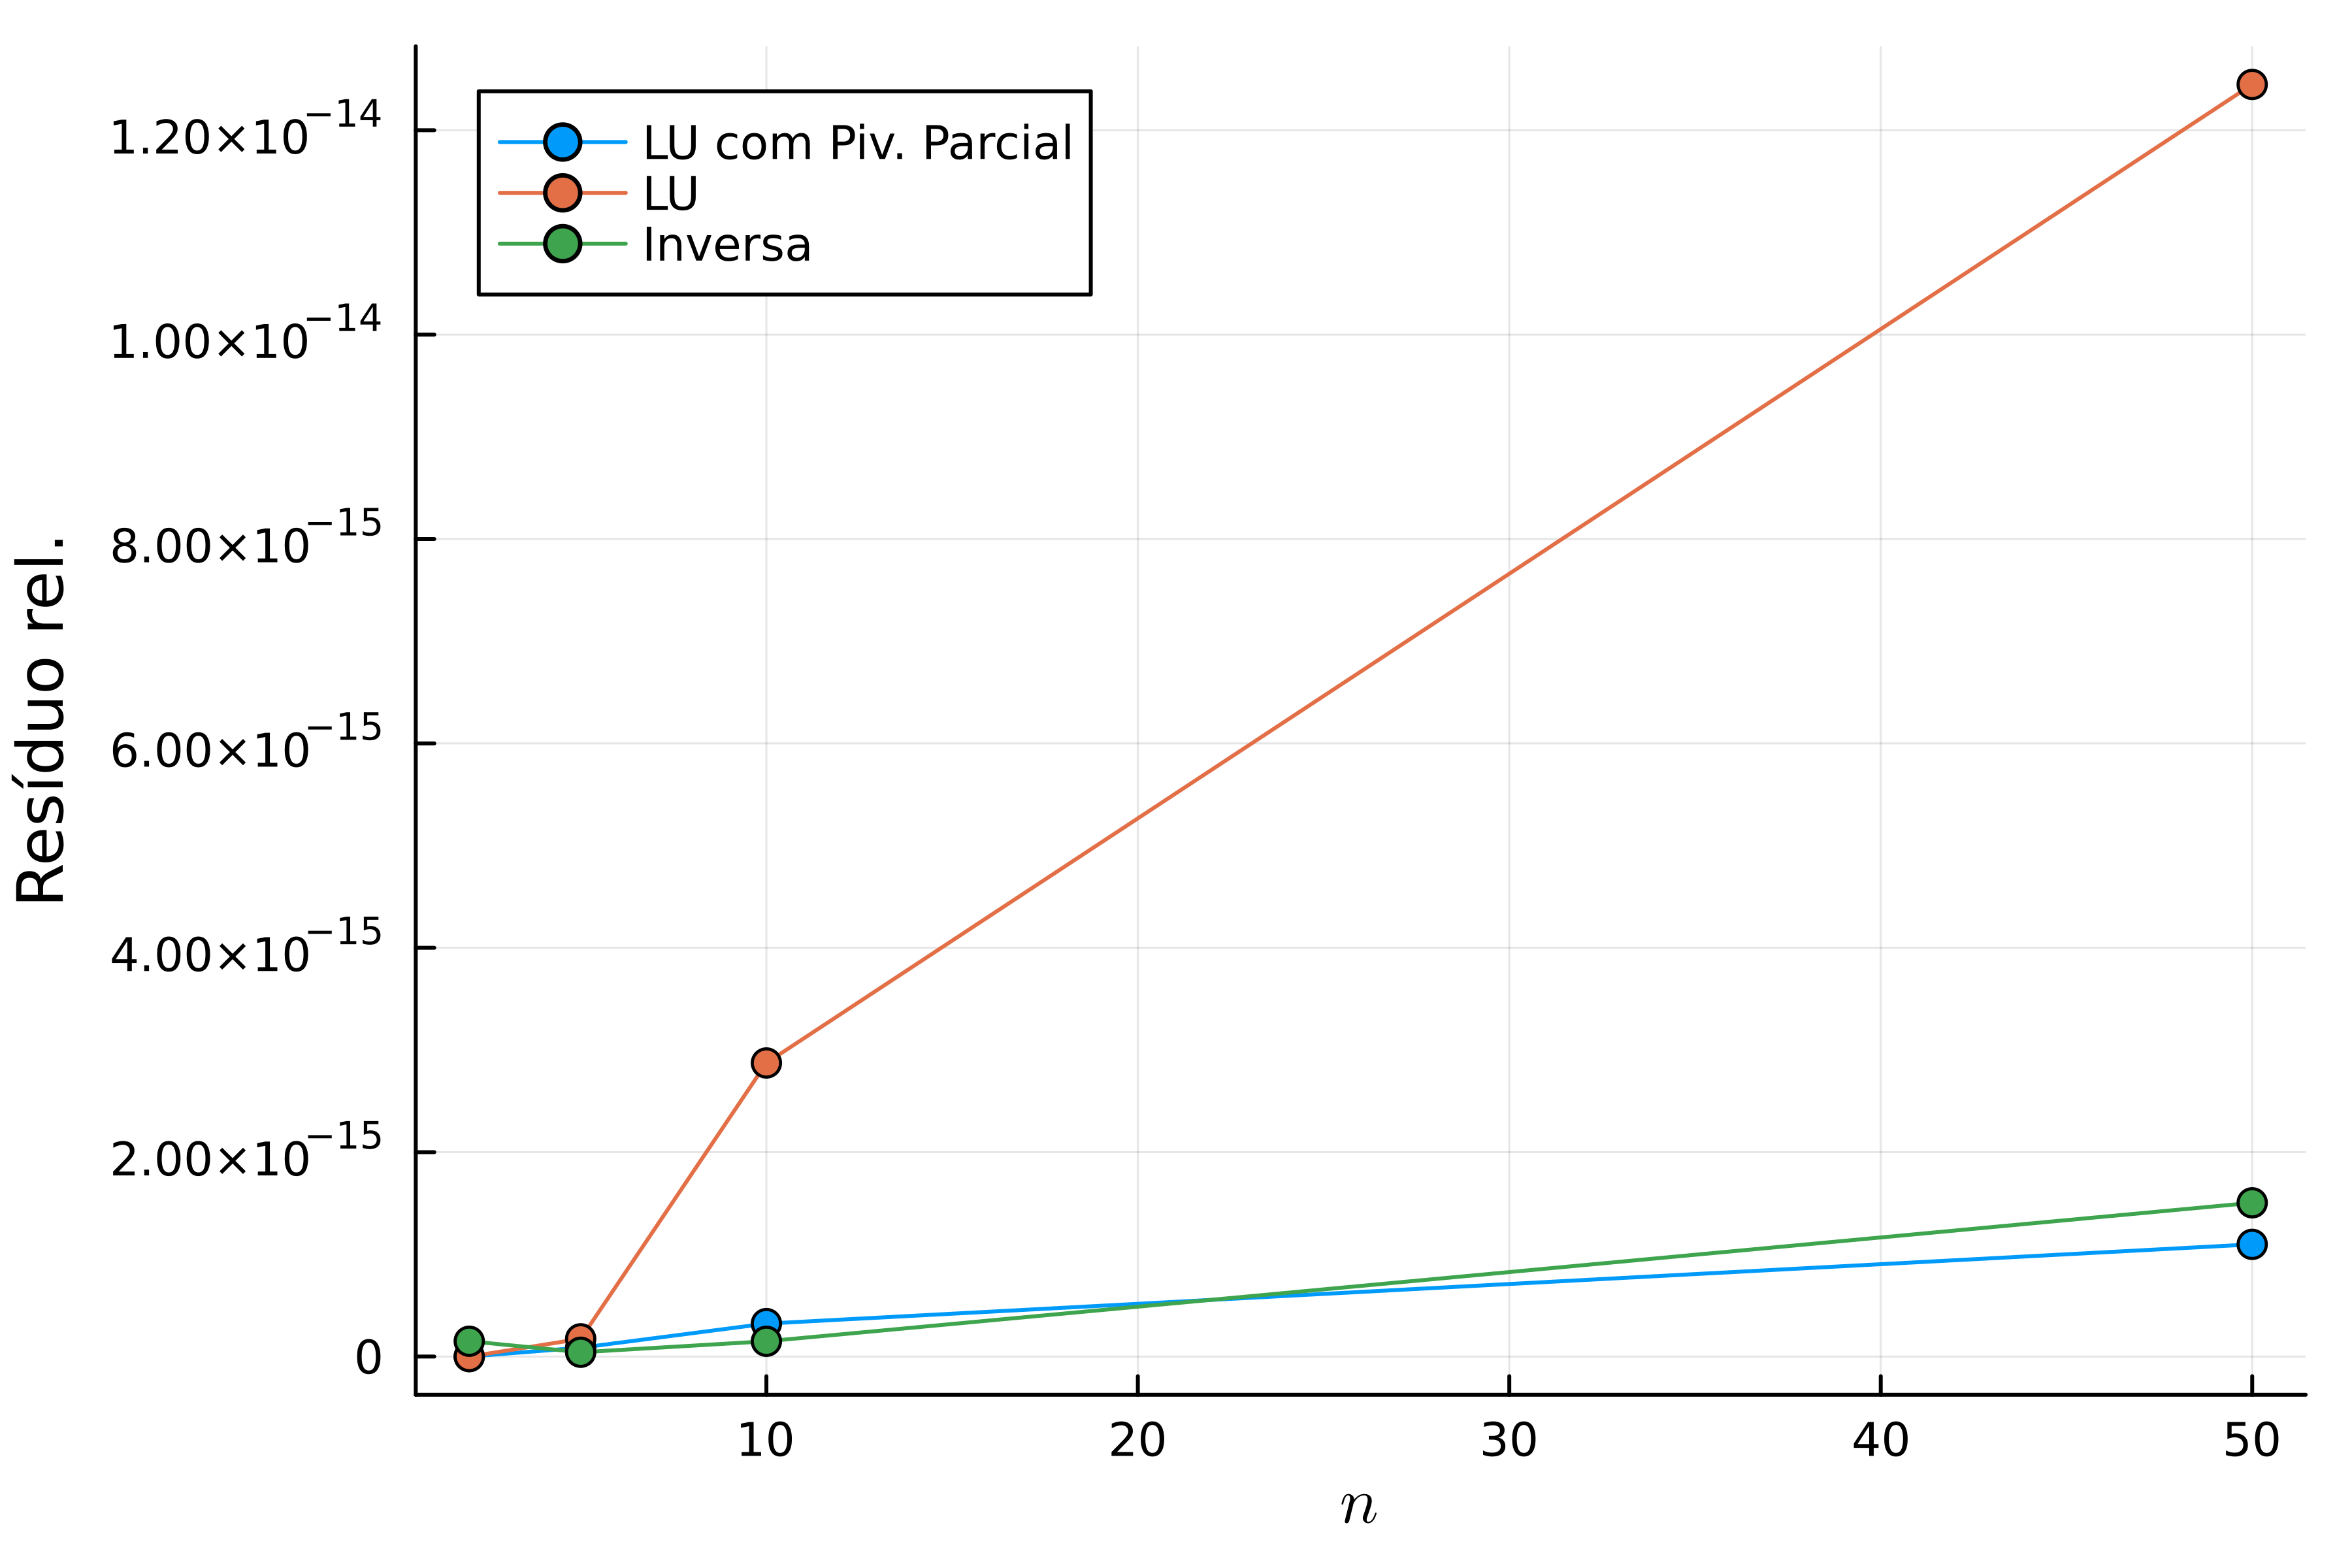 LU com Piv. Parcial
LU
Inversa
1.20×10⁻¹⁴
1.00×10⁻¹⁴
8.00×10⁻¹⁵
6.00×10⁻¹⁵
4.00×10⁻¹⁵
2.00×10⁻¹⁵
0
Resíduo rel.
10 20 30 40 50
n